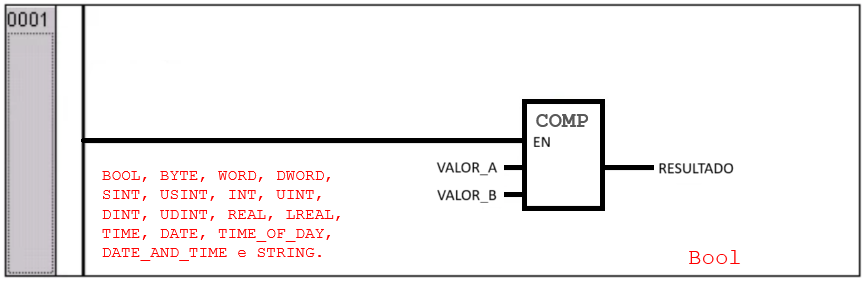 0001
COMP
EN
VALOR_A
RESULTADO
VALOR_B
BOOL, BYTE, WORD, DWORD,
SINT, USINT, INT, UINT,
DINT, UDINT, REAL, LREAL,
TIME, DATE, TIME_OF_DAY,
DATE_AND_TIME e STRING.
Bool